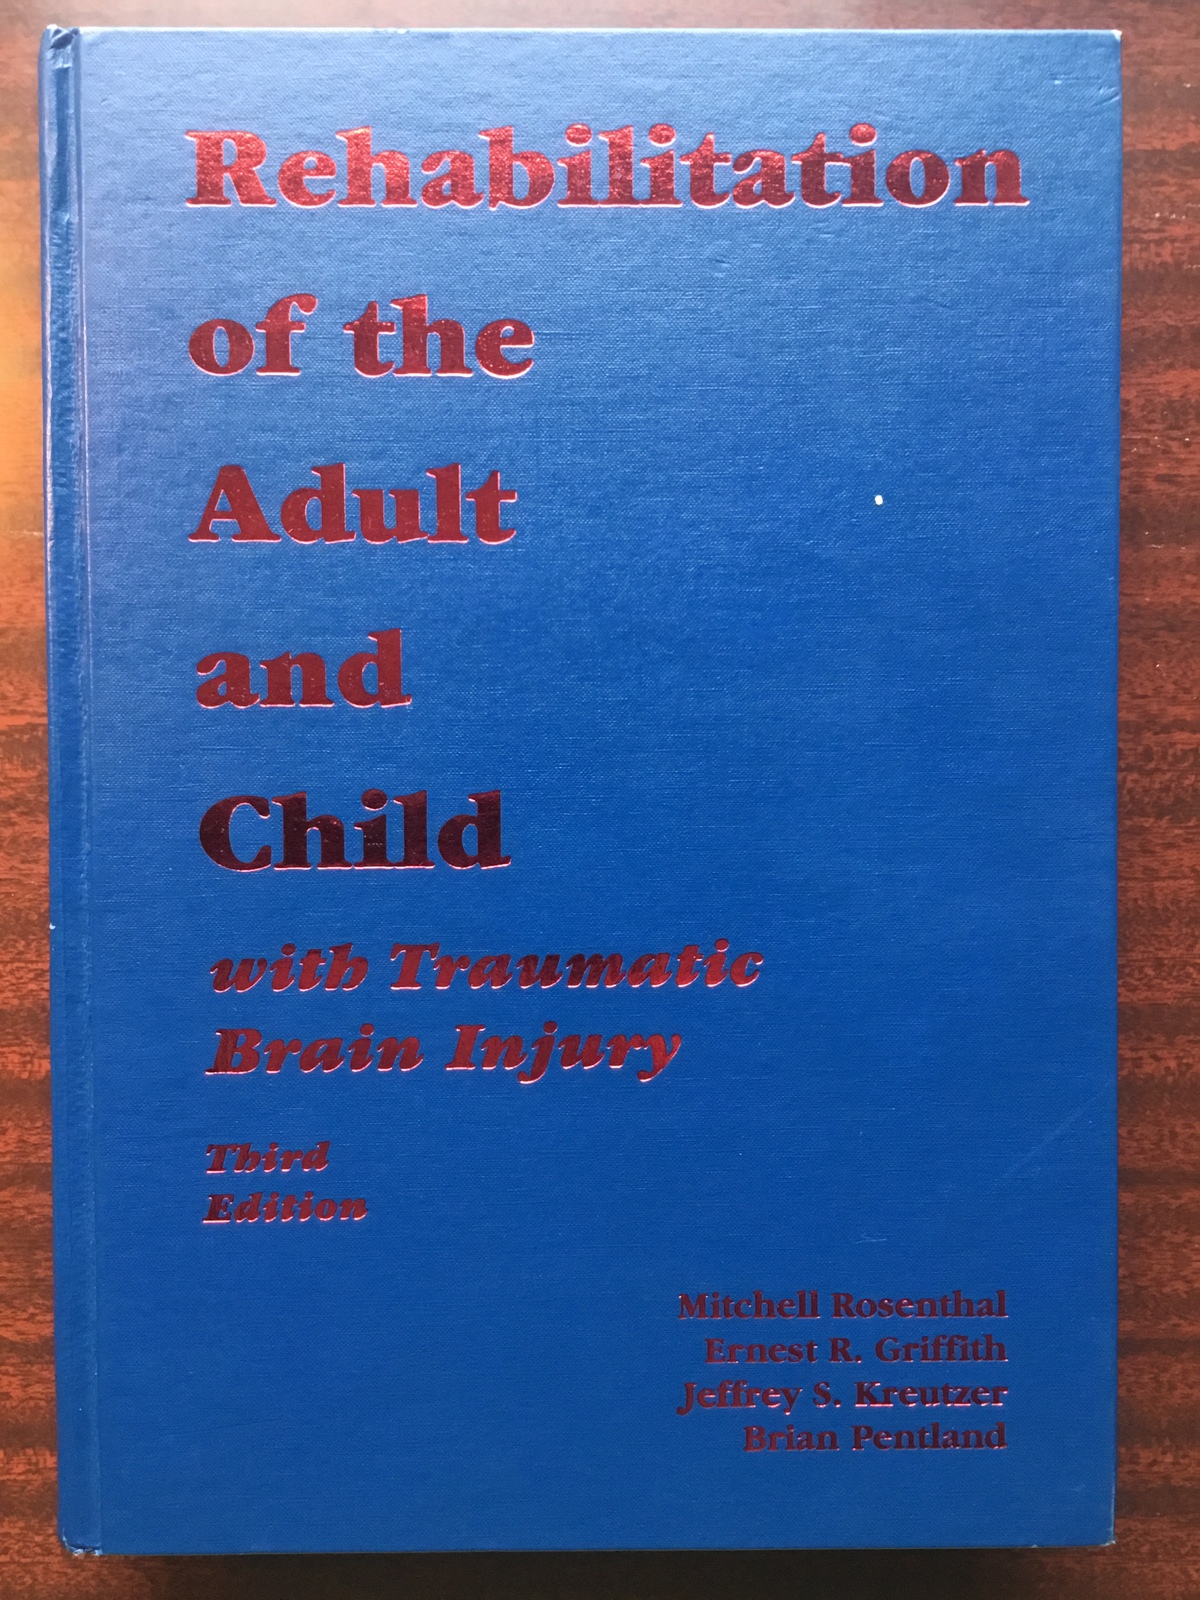 Rehabilitation
of the
Adult
and
Child
with Traumatic
Brain Injury
Third
Edition
Mitchell Rosenthal
Ernest R. Griffith
Jeffrey S. Kreutzer
Brian Pentland